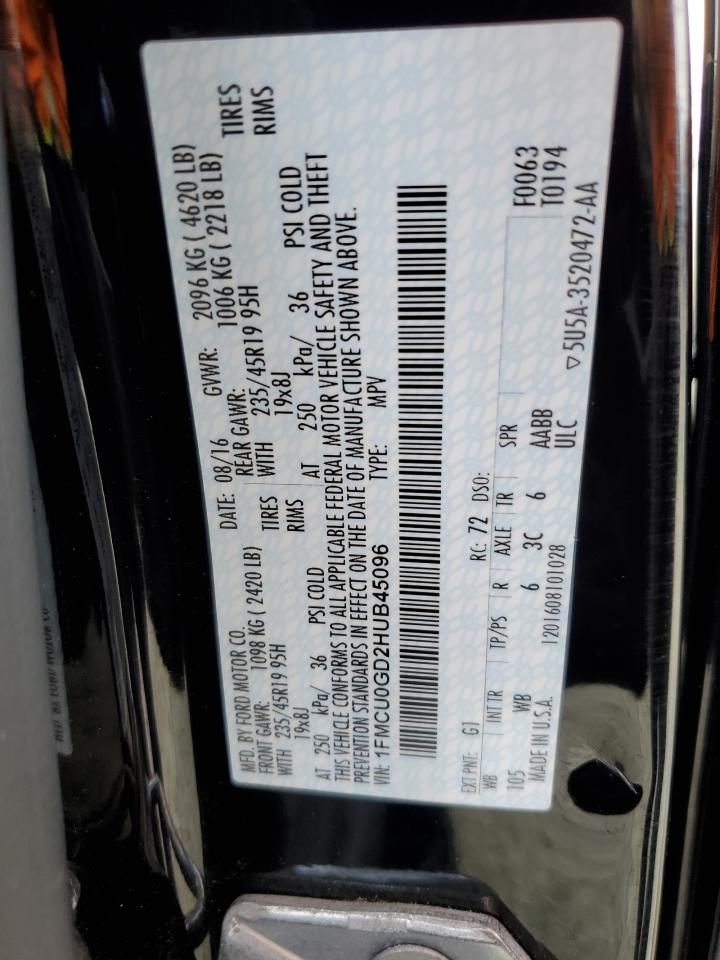 MFD. BY FORD MOTOR CO.
DATE: 08/16 GVWR: 2096 KG ( 4620 LB)
FRONT GAWR: 1098 KG ( 2420 LB) REAR GAWR: 1006 KG ( 2218 LB)
WITH 235/45R19 95H TIRES WITH 235/45R19 95H TIRES
19x8J RIMS 19x8J RIMS
AT 250 kPa/ 36 PSI COLD AT 250 kPa/ 36 PSI COLD
THIS VEHICLE CONFORMS TO ALL APPLICABLE FEDERAL MOTOR VEHICLE SAFETY AND THEFT
PREVENTION STANDARDS IN EFFECT ON THE DATE OF MANUFACTURE SHOWN ABOVE.
VIN: 1FMCU0GD2HUB45096 TYPE: MPV
EXT PNT: G1 RC: 72 DSO:
WB INT TR TP/PS R AXLE TR SPR F0063
105 WB 6 3C 6 AABB T0194
MADE IN U.S.A. 1201608101028 ULC
▽5U5A-3520472-AA